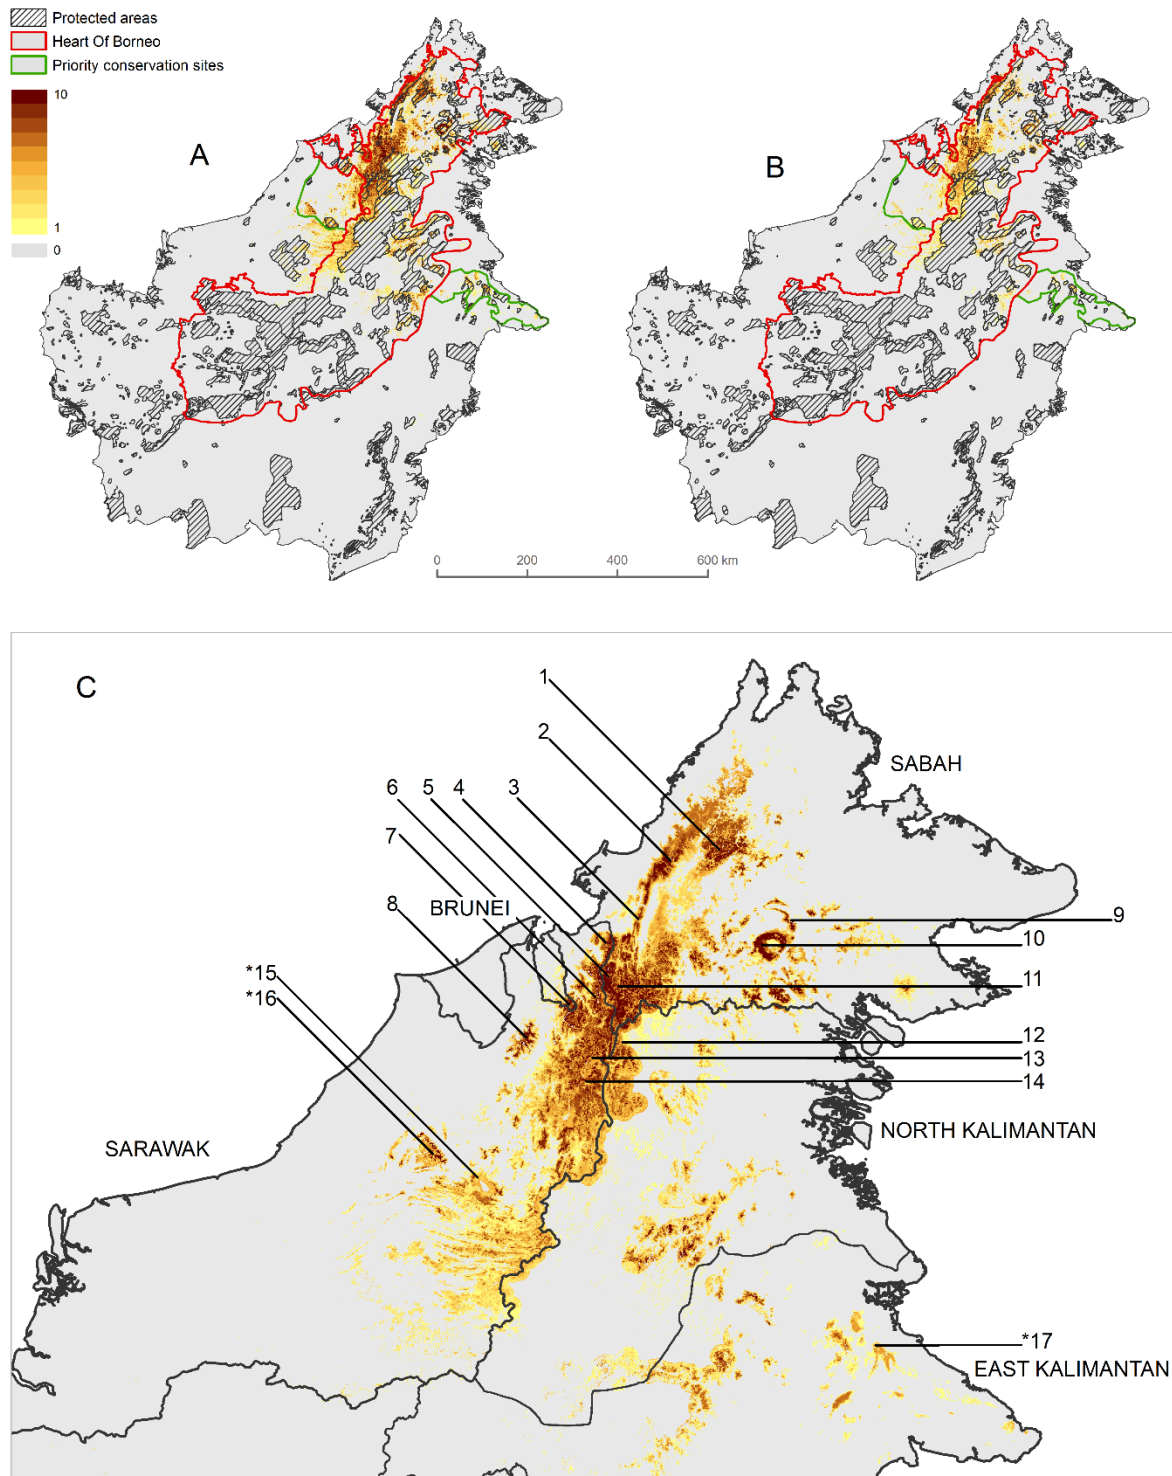 Protected areas
Heart Of Borneo
Priority conservation sites
10
1
0
A
B
0 200 400 600 km
C
1
2
SABAH
6 5 4 3
7
8 BRUNEI
9
*15 10
*16
11
12
13
14
SARAWAK NORTH KALIMANTAN
*17
EAST KALIMANTAN